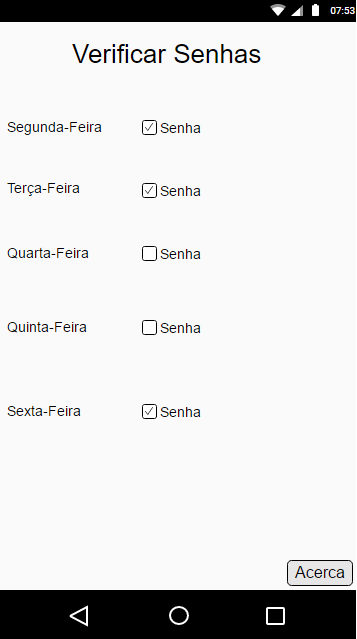 07:53
Verificar Senhas
Segunda-Feira Senha
Terça-Feira Senha
Quarta-Feira Senha
Quinta-Feira Senha
Sexta-Feira Senha
Acerca